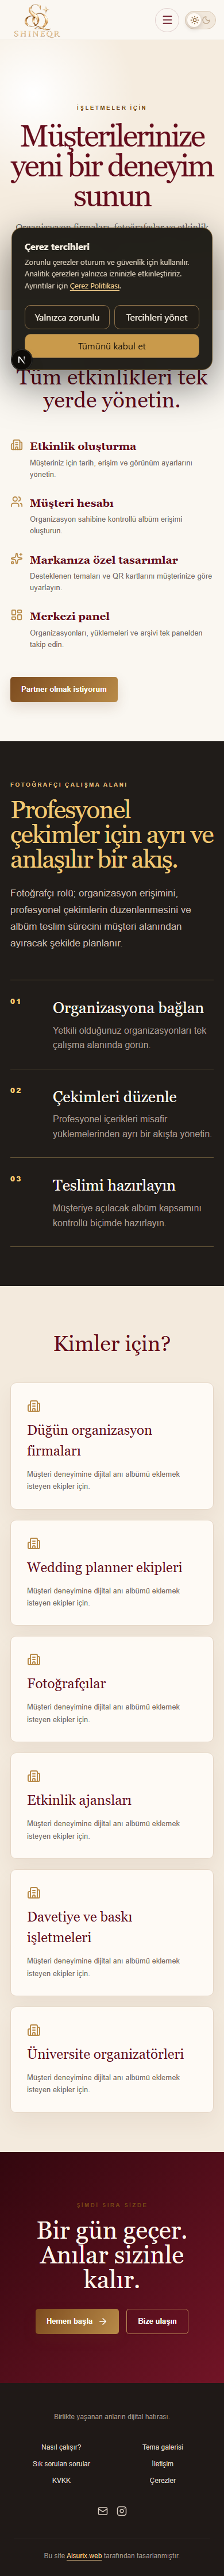 SHINEQR
İŞLETMELER İÇİN
Müşterilerinize
yeni bir deneyim
sunun
Çerez tercihleri
Zorunlu çerezler oturum ve güvenlik için kullanılır.
Analitik çerezleri yalnızca izninizle etkinleştiririz.
Ayrıntılar için Çerez Politikası.
Yalnızca zorunlu
Tercihleri yönet
Tümünü kabul et
N
Tüm etkinlikleri tek
yerde yönetin.
Etkinlik oluşturma
Müşteriniz için tarih, erişim ve görünüm ayarlarını
yönetin.
Müşteri hesabı
Organizasyon sahibine kontrollü albüm erişimi
oluşturun.
Markanıza özel tasarımlar
Desteklenen temaları ve QR kartlarını müşterinize göre
uyarlayın.
Merkezi panel
Organizasyonları, yüklemeleri ve arşivi tek panelden
takip edin.
Partner olmak istiyorum
FOTOĞRAFÇI ÇALIŞMA ALANI
Profesyonel
çekimler için ayrı ve
anlaşılır bir akış.
Fotoğrafçı rolü; organizasyon erişimini,
profesyonel çekimlerin düzenlenmesini ve
albüm teslim sürecini müşteri alanından
ayıracak şekilde planlanır.
01
Organizasyona bağlan
Yetkili olduğunuz organizasyonları tek
çalışma alanında görün.
02
Çekimleri düzenle
Profesyonel içerikleri misafir
yüklemelerinden ayrı bir akışta yönetin.
03
Teslimi hazırlayın
Müşteriye açılacak albüm kapsamını
kontrollü biçimde hazırlayın.
Kimler için?
Düğün organizasyon
firmaları
Müşteri deneyimine dijital anı albümü eklemek
isteyen ekipler için.
Wedding planner ekipleri
Müşteri deneyimine dijital anı albümü eklemek
isteyen ekipler için.
Fotoğrafçılar
Müşteri deneyimine dijital anı albümü eklemek
isteyen ekipler için.
Etkinlik ajansları
Müşteri deneyimine dijital anı albümü eklemek
isteyen ekipler için.
Davetiye ve baskı
işletmeleri
Müşteri deneyimine dijital anı albümü eklemek
isteyen ekipler için.
Üniversite organizatörleri
Müşteri deneyimine dijital anı albümü eklemek
isteyen ekipler için.
ŞİMDİ SIRA SİZDE
Bir gün geçer.
Anılar sizinle
kalır.
Hemen başla
Bize ulaşın
Birlikte yaşanan anların dijital hatırası.
Nasıl çalışır?
Tema galerisi
Sık sorulan sorular
İletişim
KVKK
Çerezler
Bu site Aisurix.web tarafından tasarlanmıştır.